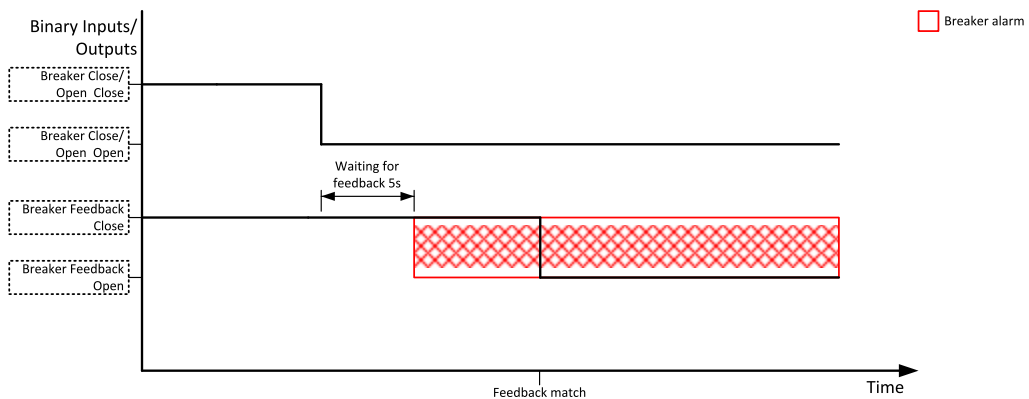 Binary Inputs/
Outputs
Breaker alarm
Breaker Close/
Open Close
Breaker Close/
Open Open
Waiting for
feedback 5s
Breaker Feedback
Close
Breaker Feedback
Open
Time
Feedback match